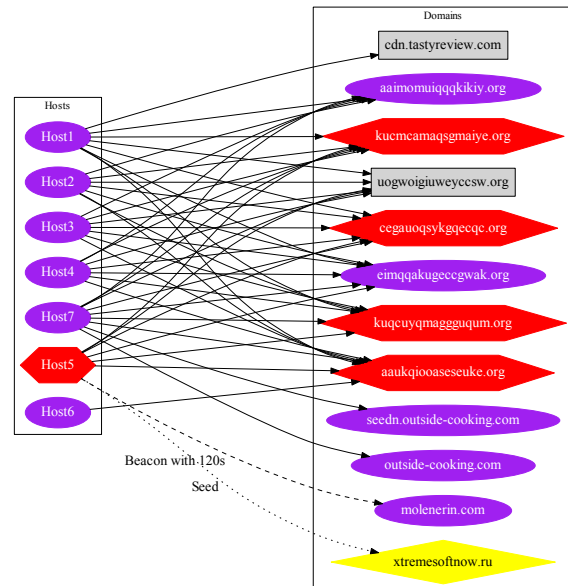 Domains
cdn.tastyreview.com
aaimomuiqqqkikiy.org
Hosts
Host1
kucmcamaqsgmaiye.org
Host2
uogwoigiuweyccsw.org
Host3
cegauoqsykgqecqc.org
Host4
eimqqakugeccgwak.org
Host7
kuqcuyqmaggguqum.org
Host5
aaukqiooaseseuke.org
Host6
seedn.outside-cooking.com
outside-cooking.com
Beacon with 120s
Seed
molenerin.com
xtremesoftnow.ru